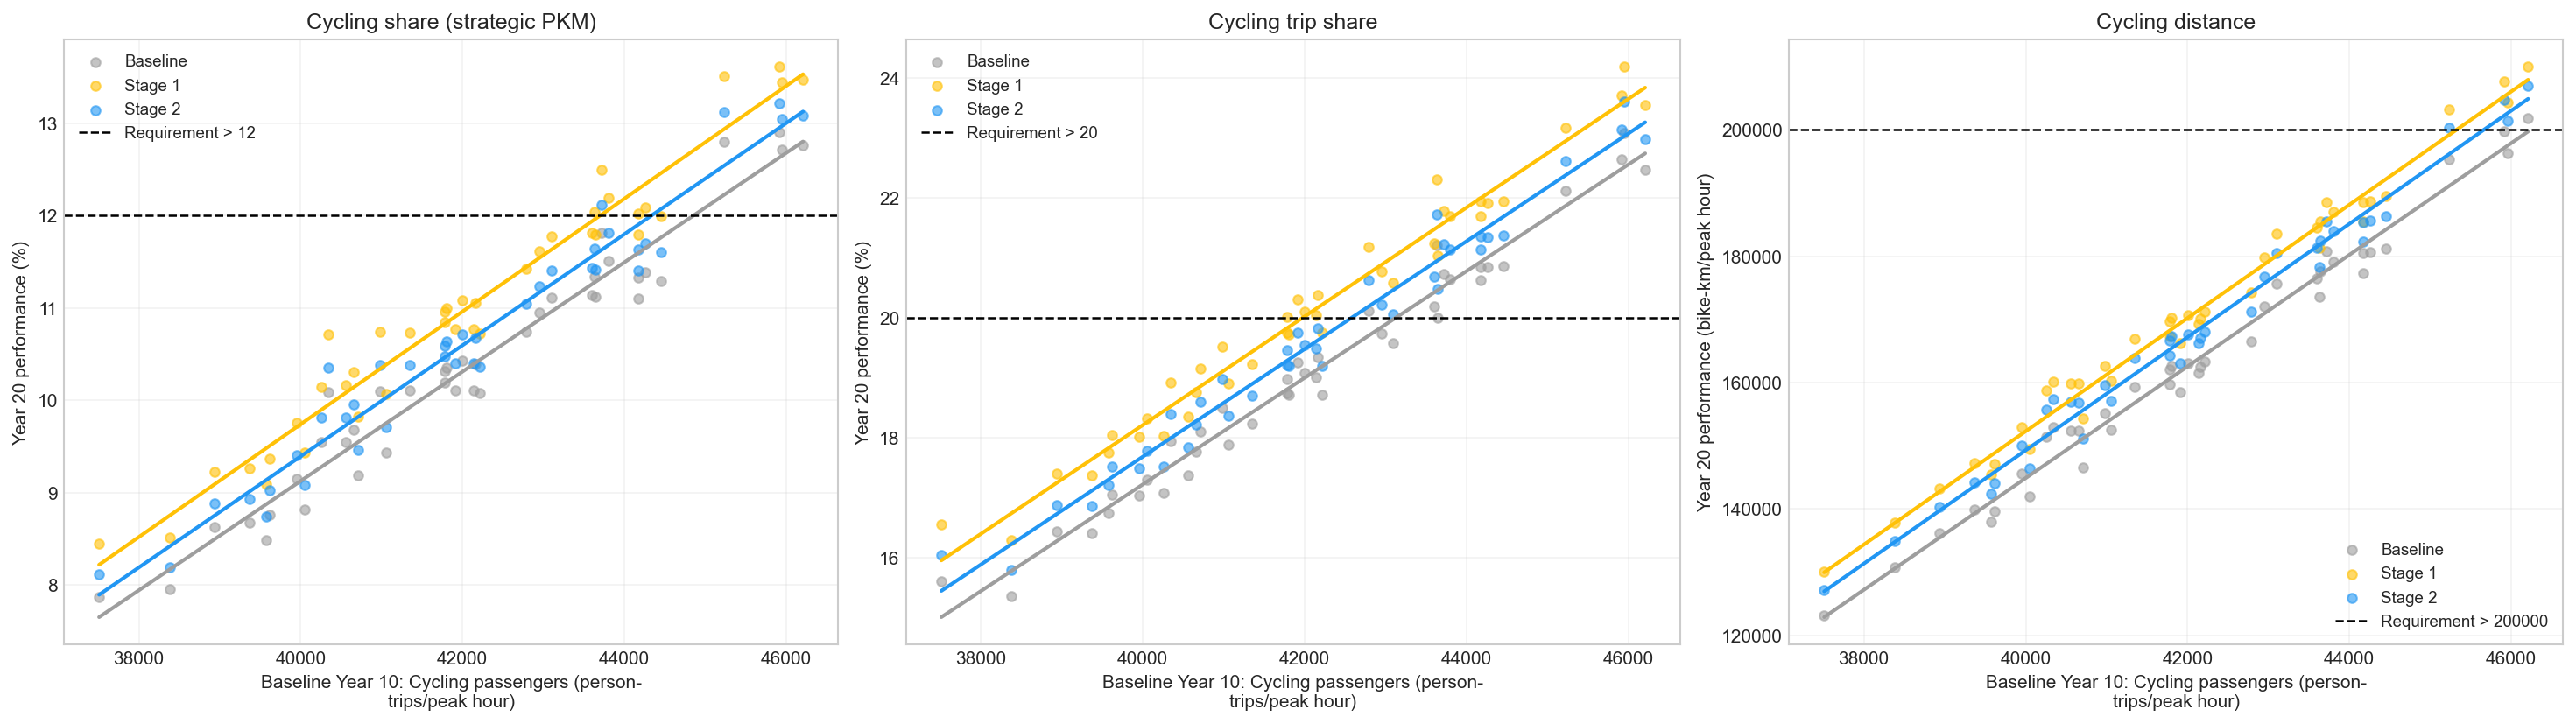 Cycling share (strategic PKM)
Baseline
Stage 1
Stage 2
Requirement > 12
Year 20 performance (%)
13
12
11
10
9
8
38000 40000 42000 44000 46000
Baseline Year 10: Cycling passengers (person-
trips/peak hour)
Cycling trip share
Baseline
Stage 1
Stage 2
Requirement > 20
Year 20 performance (%)
24
22
20
18
16
38000 40000 42000 44000 46000
Baseline Year 10: Cycling passengers (person-
trips/peak hour)
Cycling distance
Year 20 performance (bike-km/peak hour)
200000
180000
160000
140000
120000
Baseline
Stage 1
Stage 2
Requirement > 200000
38000 40000 42000 44000 46000
Baseline Year 10: Cycling passengers (person-
trips/peak hour)